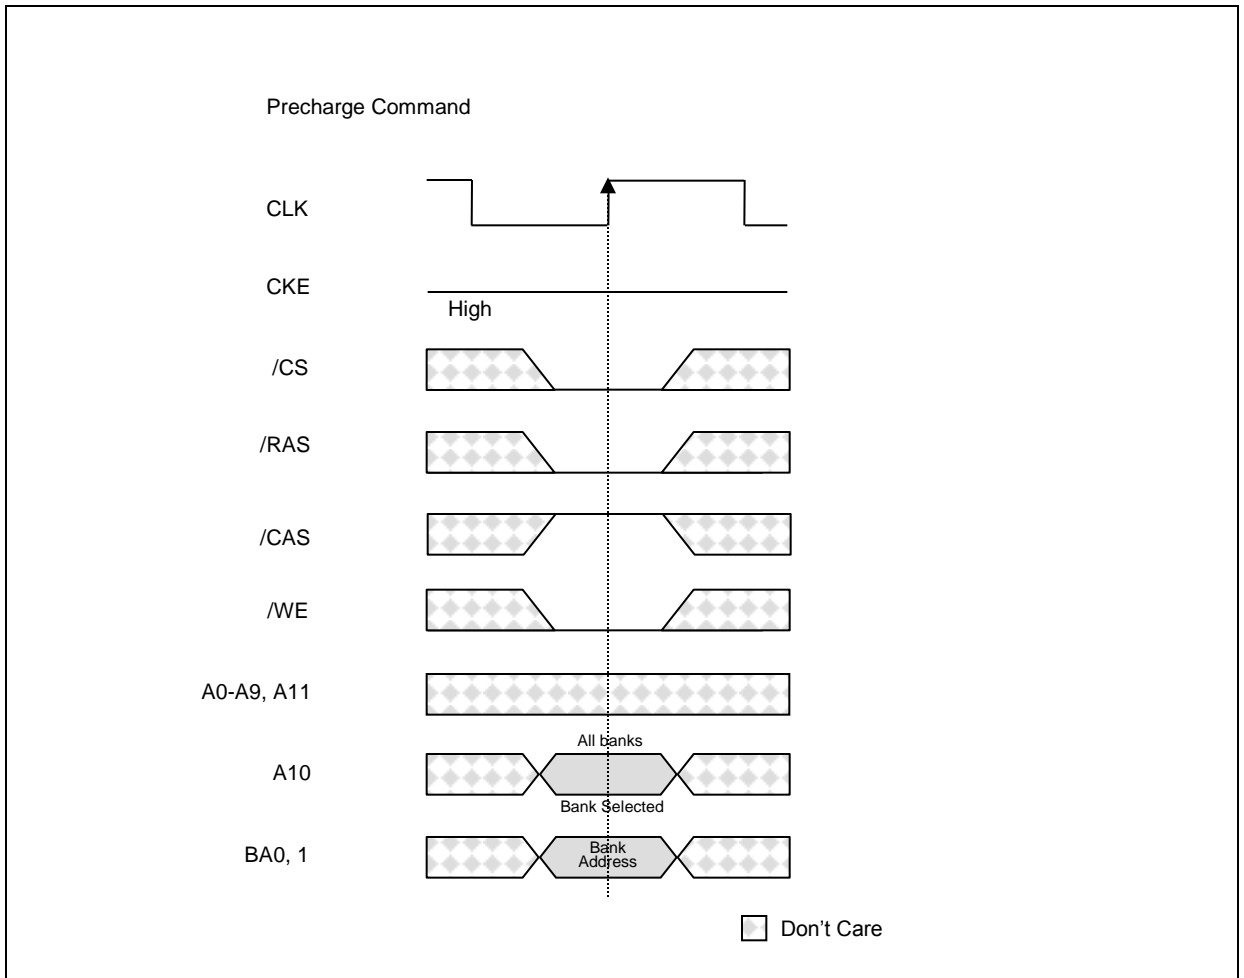 Precharge Command
CLK
CKE
High
/CS
/RAS
/CAS
/WE
A0-A9, A11
All banks
A10
Bank Selected
BA0, 1
Bank
Address
Don't Care